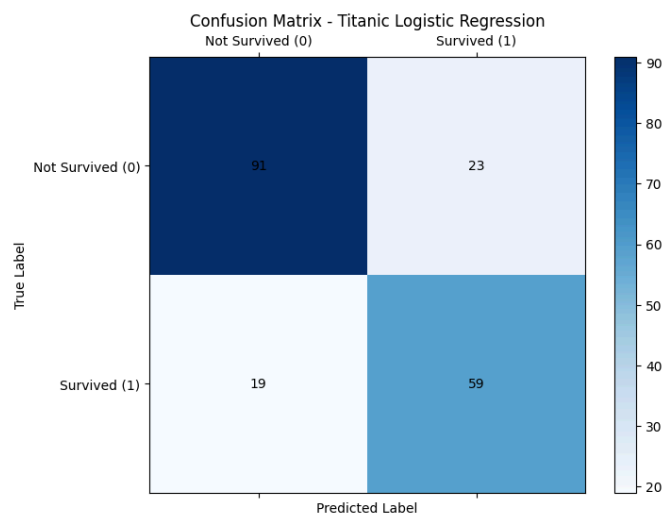 Confusion Matrix - Titanic Logistic Regression
Not Survived (0) Survived (1)
90
80
Not Survived (0) 91 23
70
60
True Label
50
40
Survived (1) 19 59
30
20
Predicted Label